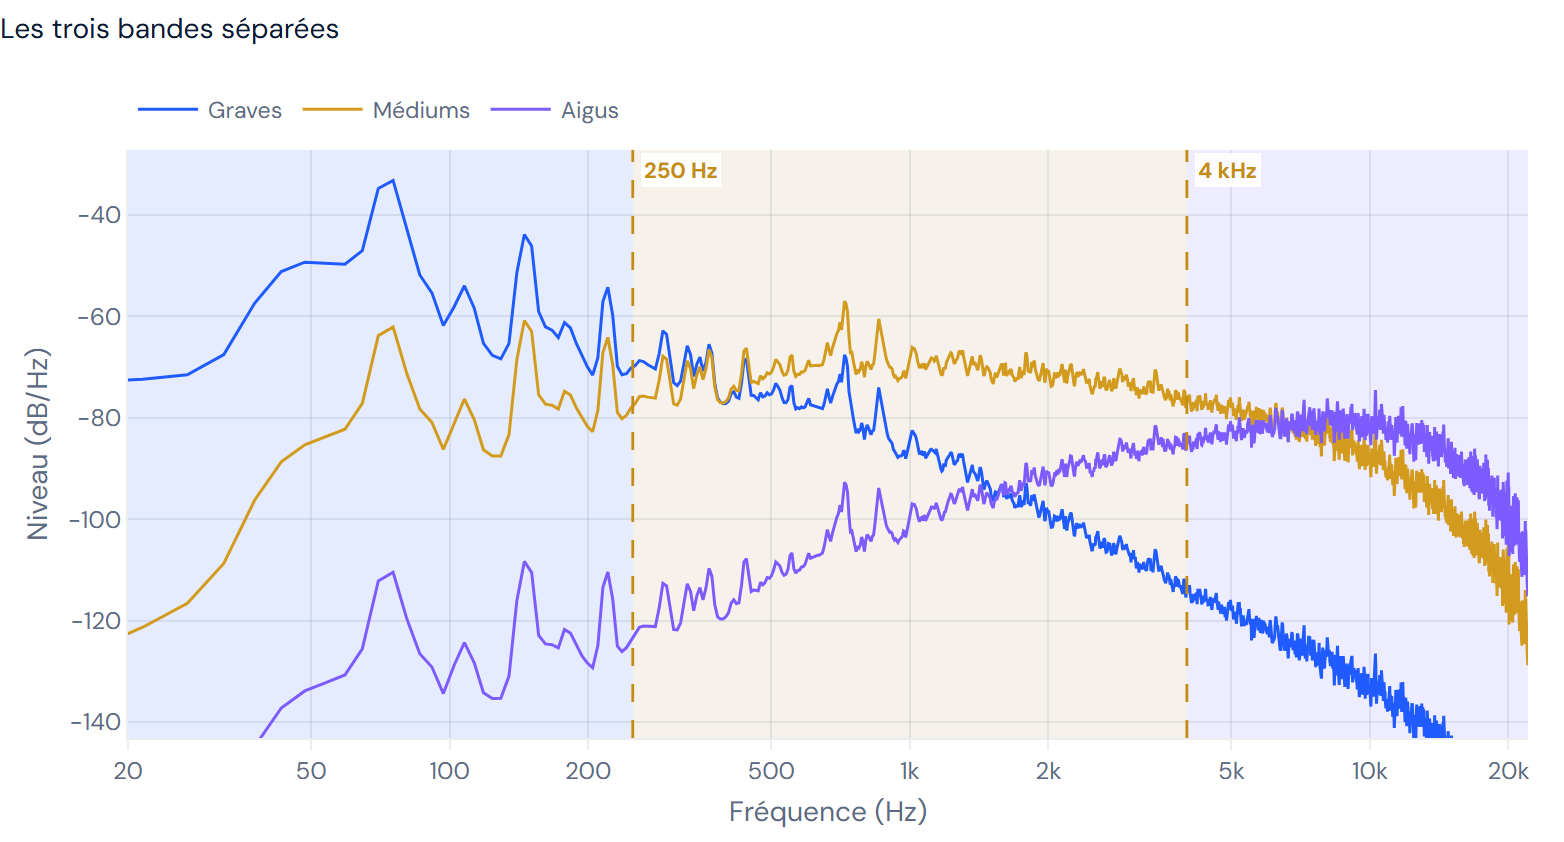 Les trois bandes séparées
Graves Médiums Aigus
250 Hz 4 kHz
−40
−60
−80
−100
−120
−140
Niveau (dB/Hz)
20 50 100 200 500 1k 2k 5k 10k 20k
Fréquence (Hz)